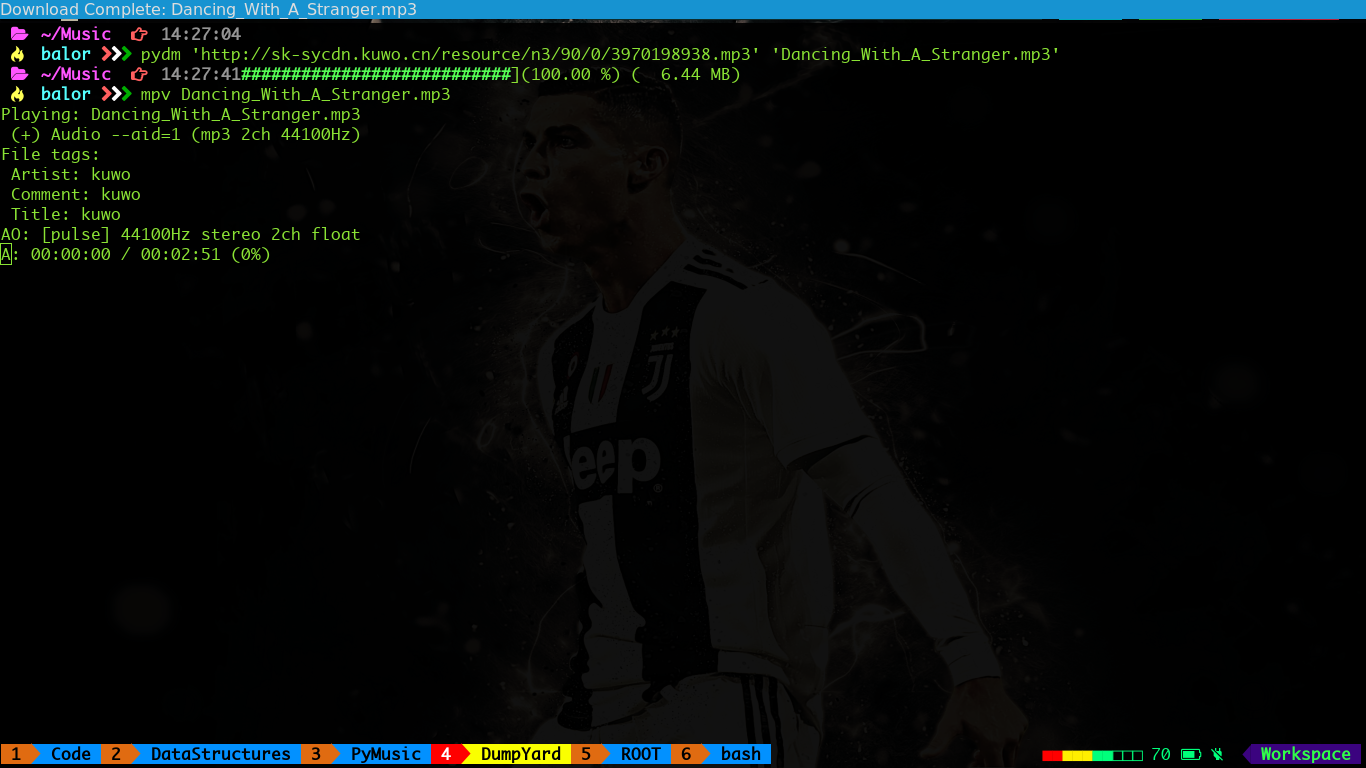 Download Complete: Dancing_With_A_Stranger.mp3
~/Music 14:27:04
balor pydm 'http://sk-sycdn.kuwo.cn/resource/n3/90/0/3970198938.mp3' 'Dancing_With_A_Stranger.mp3'
~/Music 14:27:41###########################](100.00 %) (  6.44 MB)
balor mpv Dancing_With_A_Stranger.mp3
Playing: Dancing_With_A_Stranger.mp3
(+) Audio --aid=1 (mp3 2ch 44100Hz)
File tags:
Artist: kuwo
Comment: kuwo
Title: kuwo
AO: [pulse] 44100Hz stereo 2ch float
A: 00:00:00 / 00:02:51 (0%)
Jeep
1 Code 2 DataStructures 3 PyMusic 4 DumpYard 5 ROOT 6 bash 70 Workspace